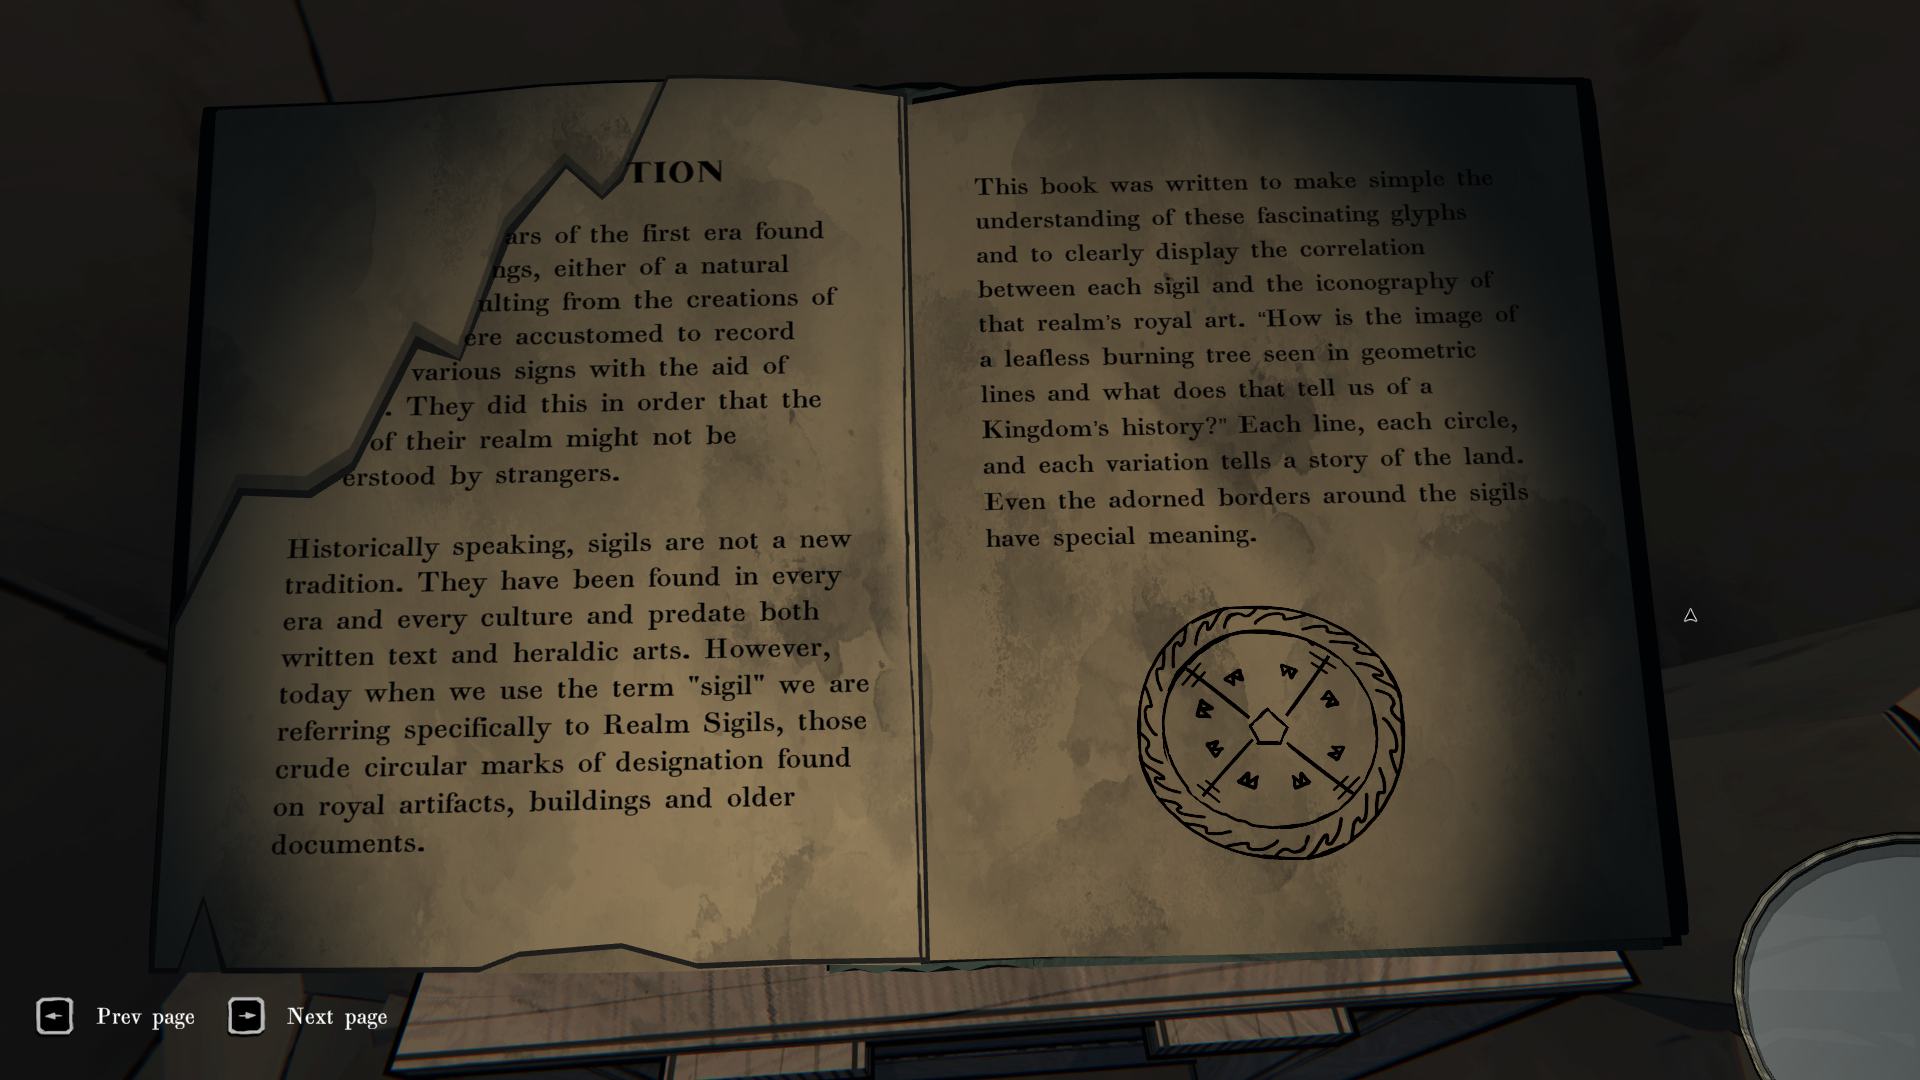 TION
ars of the first era found
ngs, either of a natural
ulting from the creations of
ere accustomed to record
various signs with the aid of
. They did this in order that the
of their realm might not be
erstood by strangers.
Historically speaking, sigils are not a new
tradition. They have been found in every
era and every culture and predate both
written text and heraldic arts. However,
today when we use the term "sigil" we are
referring specifically to Realm Sigils, those
crude circular marks of designation found
on royal artifacts, buildings and older
documents.
This book was written to make simple the
understanding of these fascinating glyphs
and to clearly display the correlation
between each sigil and the iconography of
that realm's royal art. “How is the image of
a leafless burning tree seen in geometric
lines and what does that tell us of a
Kingdom's history?” Each line, each circle,
and each variation tells a story of the land.
Even the adorned borders around the sigils
have special meaning.
Prev page
Next page